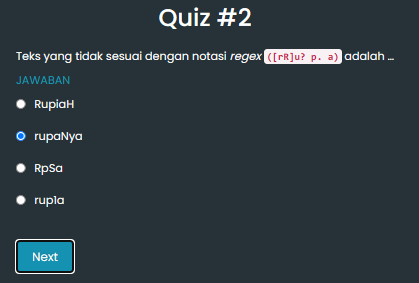 Quiz #2
Teks yang tidak sesuai dengan notasi regex ([rR]u? p. a) adalah ...
JAWABAN
RupiaH
rupaNya
RpSa
rup1a
Next